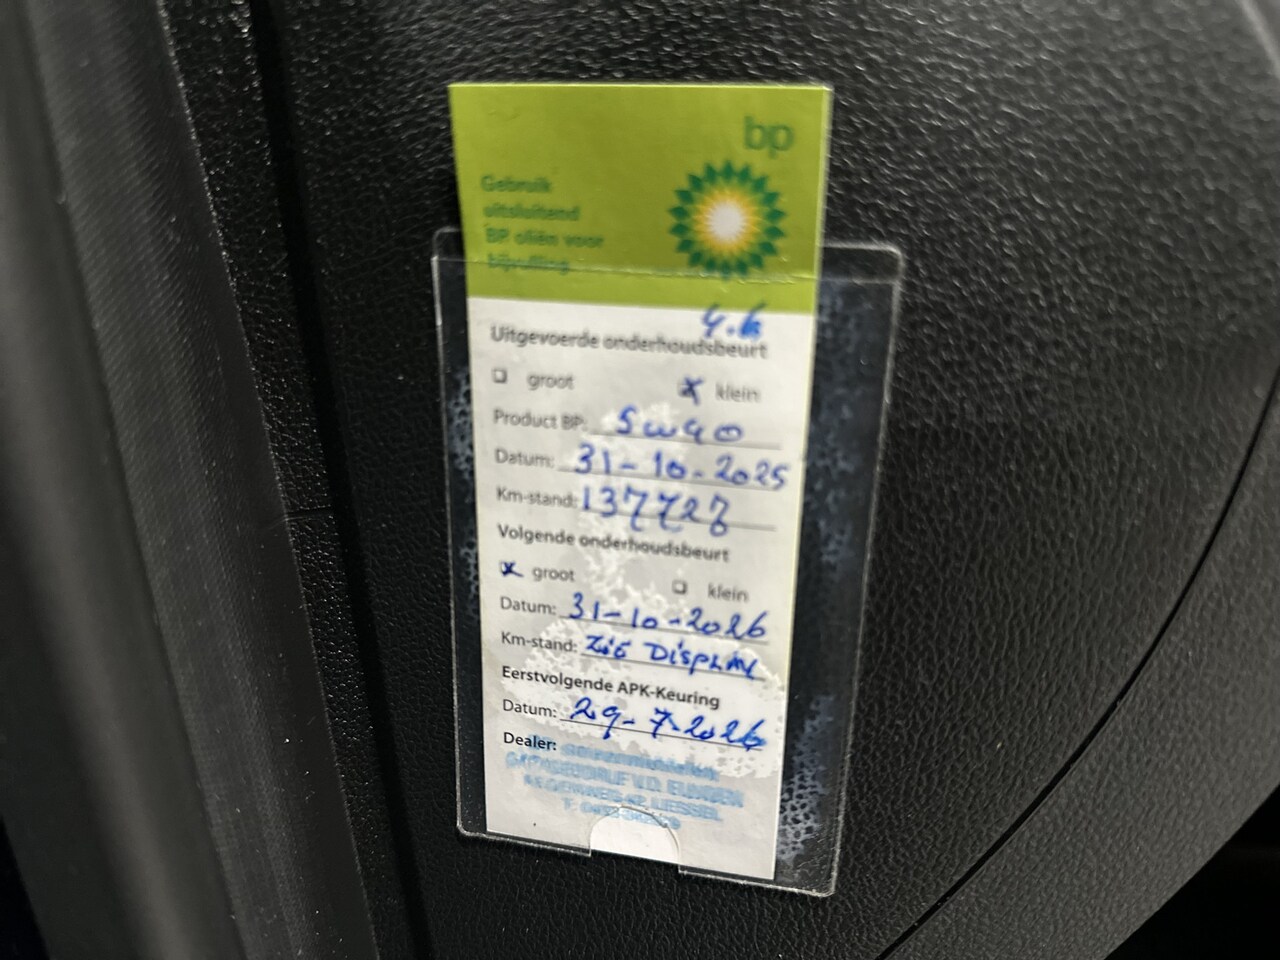 bp
Gebruik
uitsluitend
BP oliën voor
bijvulling
4.6
Uitgevoerde onderhoudsbeurt
groot klein
Product BP: 5w40
Datum: 31-10-2025
Km-stand: 137727
Volgende onderhoudsbeurt
groot klein
Datum: 31-10-2026
Km-stand: Zie Display
Eerstvolgende APK-Keuring
Datum: 29-7-2026
Dealer:
V.D.
LIESSEL
T.